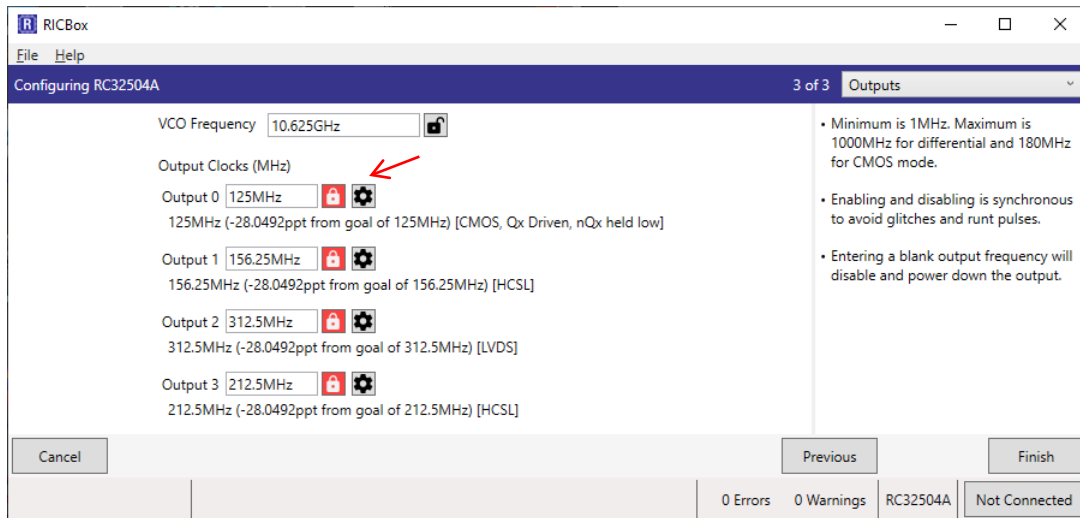 RICBox
File Help
Configuring RC32504A 3 of 3 Outputs
VCO Frequency 10.625GHz
Output Clocks (MHz)
Output 0 125MHz
125MHz (-28.0492ppt from goal of 125MHz) [CMOS, Qx Driven, nQx held low]
Output 1 156.25MHz
156.25MHz (-28.0492ppt from goal of 156.25MHz) [HCSL]
Output 2 312.5MHz
312.5MHz (-28.0492ppt from goal of 312.5MHz) [LVDS]
Output 3 212.5MHz
212.5MHz (-28.0492ppt from goal of 212.5MHz) [HCSL]
• Minimum is 1MHz. Maximum is
1000MHz for differential and 180MHz
for CMOS mode.
• Enabling and disabling is synchronous
to avoid glitches and runt pulses.
• Entering a blank output frequency will
disable and power down the output.
Cancel Previous Finish
0 Errors 0 Warnings RC32504A Not Connected